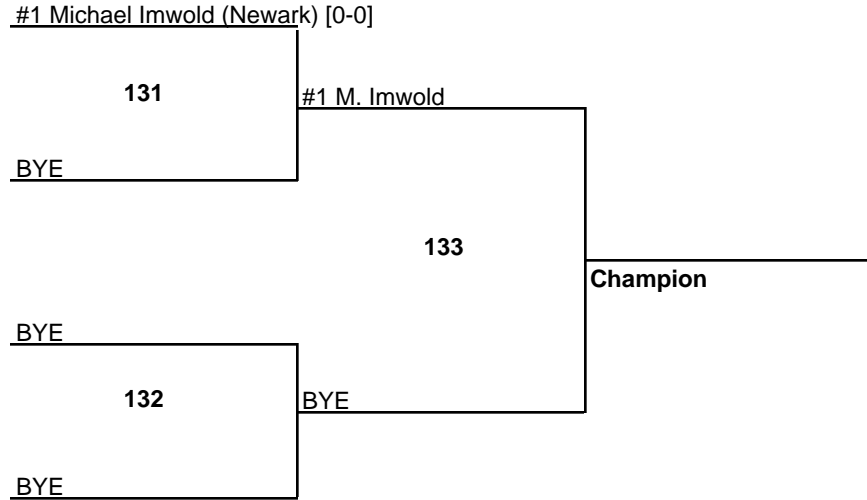 #1 Michael Imwold (Newark) [0-0]
131
#1 M. Imwold
BYE
133
Champion
BYE
132
BYE
BYE